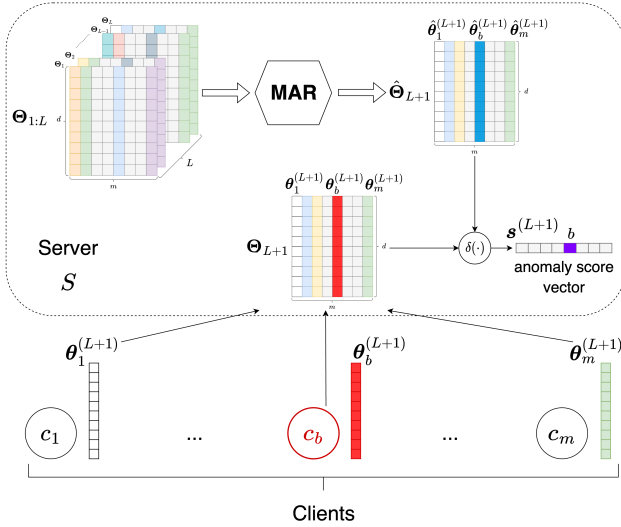 Θ_L
Θ_{L−1}
Θ_2
Θ_1
Θ_{1:L}
d
m
L
MAR
Θ̂_{L+1}
θ̂_1^{(L+1)} θ̂_b^{(L+1)} θ̂_m^{(L+1)}
d
m
θ_1^{(L+1)} θ_b^{(L+1)} θ_m^{(L+1)}
Θ_{L+1}
d
m
δ(·)
s^{(L+1)} b
anomaly score
vector
Server
S
θ_1^{(L+1)} θ_b^{(L+1)} θ_m^{(L+1)}
c_1 ... c_b ... c_m
Clients